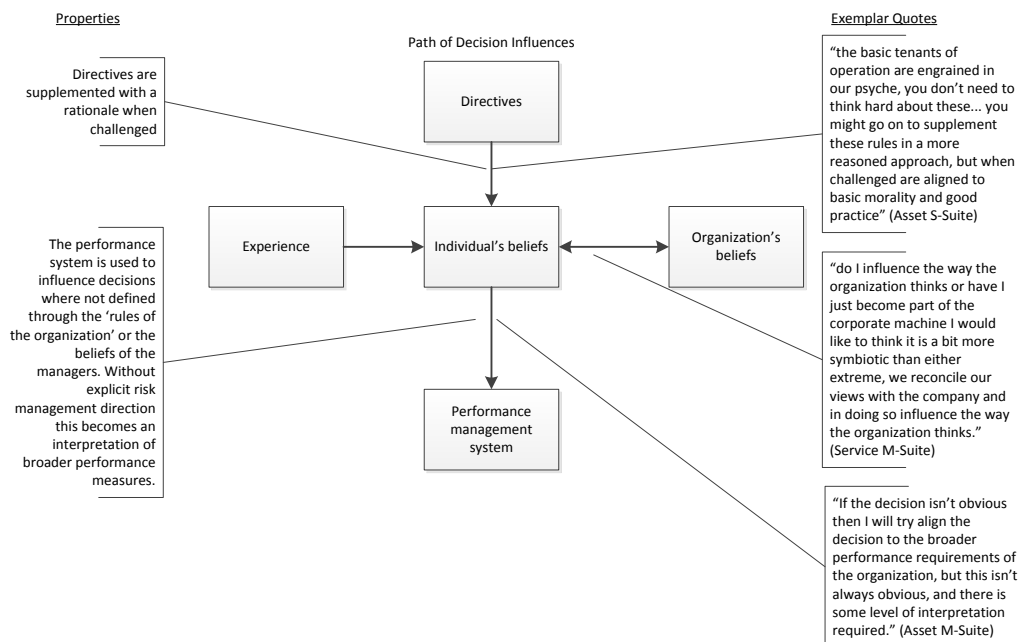 Properties
Exemplar Quotes
Path of Decision Influences
Directives are
supplemented with a
rationale when
challenged
Directives
“the basic tenants of
operation are engrained in
our psyche, you don’t need to
think hard about these... you
might go on to supplement
these rules in a more
reasoned approach, but when
challenged are aligned to
basic morality and good
practice” (Asset S-Suite)
Experience
Individual’s beliefs
Organization’s
beliefs
The performance
system is used to
influence decisions
where not defined
through the ‘rules of
the organization’ or the
beliefs of the
managers. Without
explicit risk
management direction
this becomes an
interpretation of
broader performance
measures.
“do I influence the way the
organization thinks or have I
just become part of the
corporate machine I would
like to think it is a bit more
symbiotic than either
extreme, we reconcile our
views with the company and
in doing so influence the way
the organization thinks.”
(Service M-Suite)
Performance
management
system
“If the decision isn’t obvious
then I will try align the
decision to the broader
performance requirements of
the organization, but this isn’t
always obvious, and there is
some level of interpretation
required.” (Asset M-Suite)